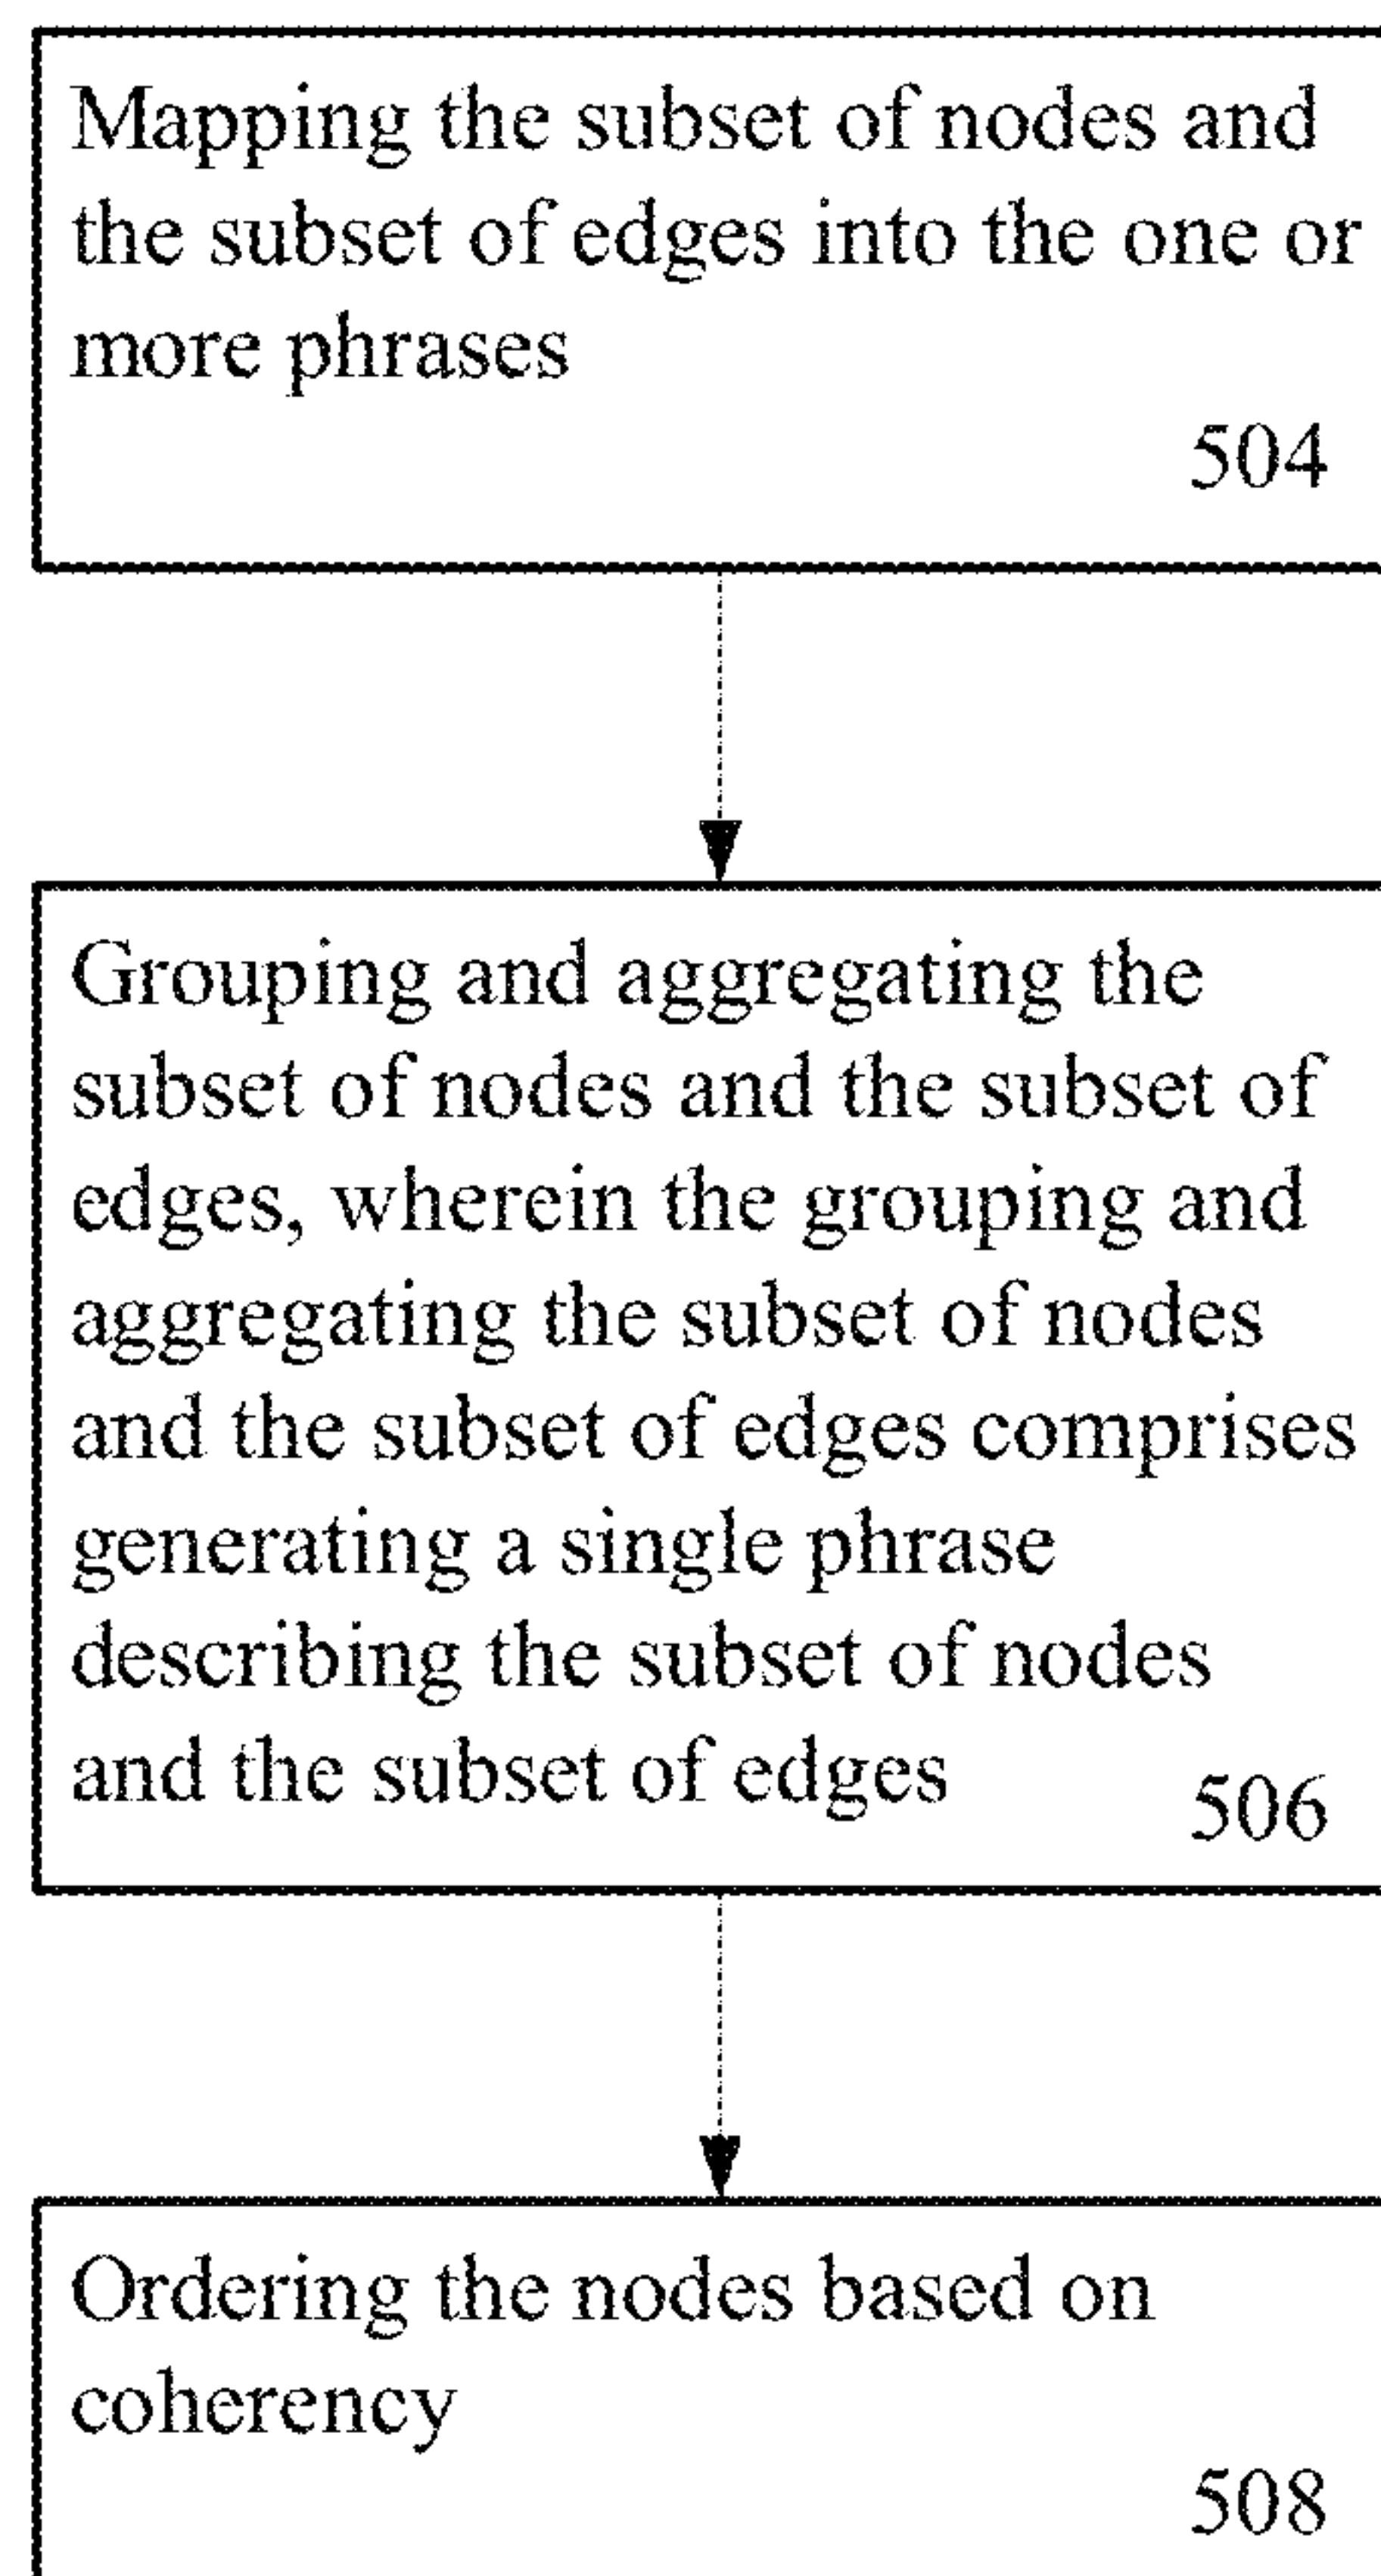 Mapping the subset of nodes and
the subset of edges into the one or
more phrases
504
Grouping and aggregating the
subset of nodes and the subset of
edges, wherein the grouping and
aggregating the subset of nodes
and the subset of edges comprises
generating a single phrase
describing the subset of nodes
and the subset of edges
506
Ordering the nodes based on
coherency
508